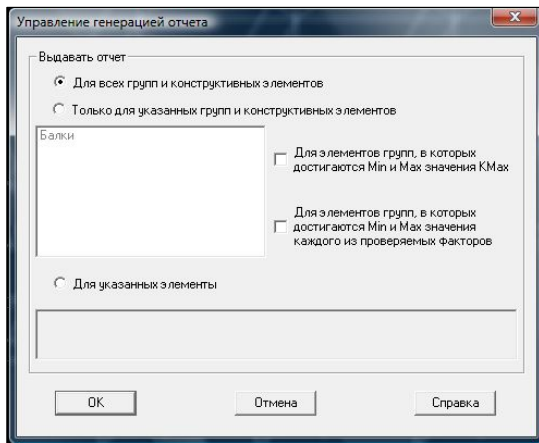 Управление генерацией отчета
Выдавать отчет
Для всех групп и конструктивных элементов
Только для указанных групп и конструктивных элементов
Балки
Для элементов групп, в которых
достигаются Min и Max значения КМах
Для элементов групп, в которых
достигаются Min и Max значения
каждого из проверяемых факторов
Для указанных элементы
OK
Отмена
Справка